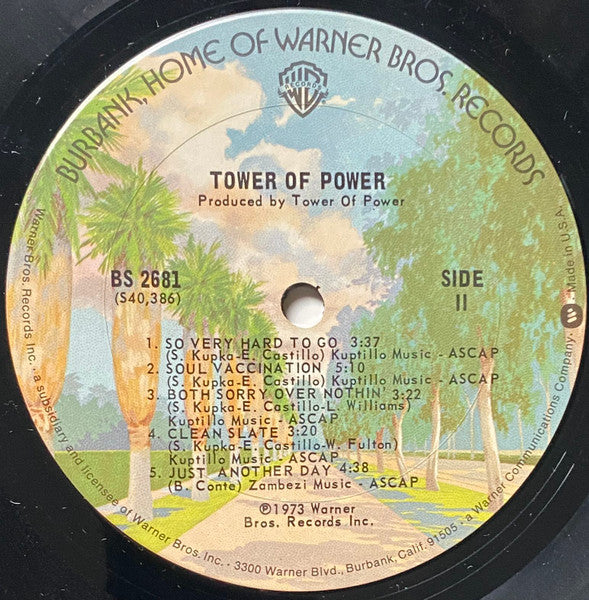 BURBANK, HOME OF WARNER BROS. RECORDS
WB
RECORDS
TOWER OF POWER
Produced by Tower Of Power
BS 2681
(S40,386)
SIDE
II
1. SO VERY HARD TO GO 3:37
(S. Kupka-E. Castillo) Kuptillo Music - ASCAP
2. SOUL VACCINATION 5:10
(S. Kupka-E. Castillo) Kuptillo Music - ASCAP
3. BOTH SORRY OVER NOTHIN' 3:22
(S. Kupka-E. Castillo-L. Williams)
Kuptillo Music - ASCAP
4. CLEAN SLATE 3:20
(S. Kupka-E. Castillo-W. Fulton)
Kuptillo Music - ASCAP
5. JUST ANOTHER DAY 4:38
(B. Conte) Zambezi Music - ASCAP
℗1973 Warner
Bros. Records Inc.
Warner Bros. Records Inc. · a subsidiary and licensee of Warner Bros. Inc. · 3300 Warner Blvd., Burbank, Calif. 91505 · a Warner Communications Company. Made in U.S.A.